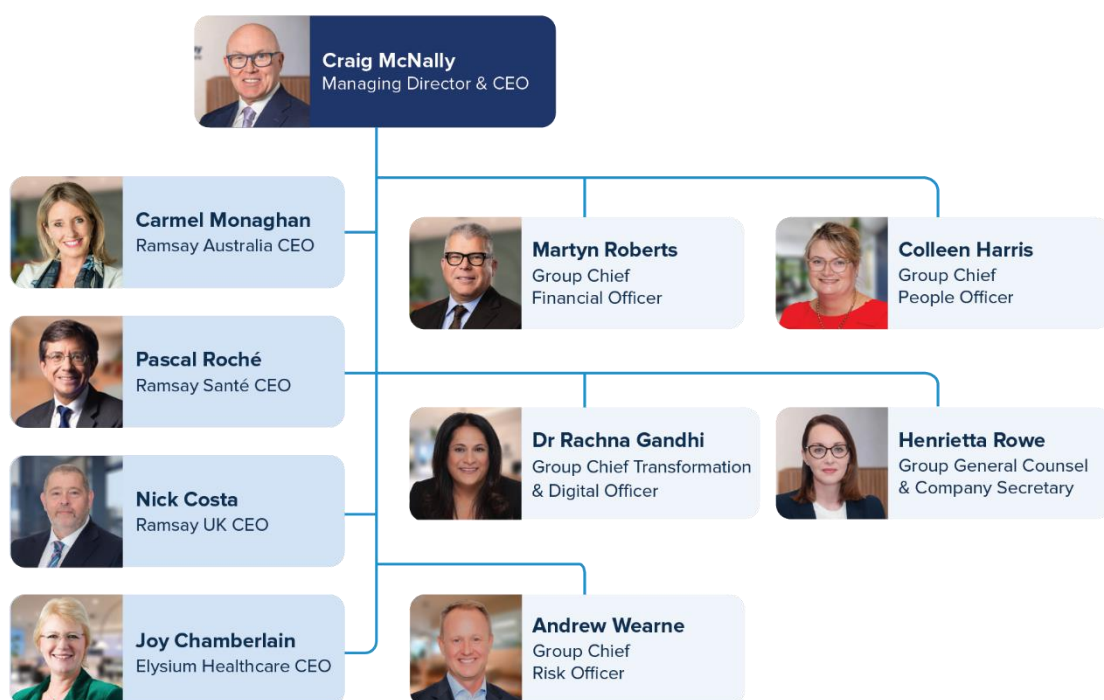 Craig McNally
Managing Director & CEO
Carmel Monaghan
Ramsay Australia CEO
Martyn Roberts
Group Chief
Financial Officer
Colleen Harris
Group Chief
People Officer
Pascal Roché
Ramsay Santé CEO
Dr Rachna Gandhi
Group Chief Transformation
& Digital Officer
Henrietta Rowe
Group General Counsel
& Company Secretary
Nick Costa
Ramsay UK CEO
Joy Chamberlain
Elysium Healthcare CEO
Andrew Wearne
Group Chief
Risk Officer